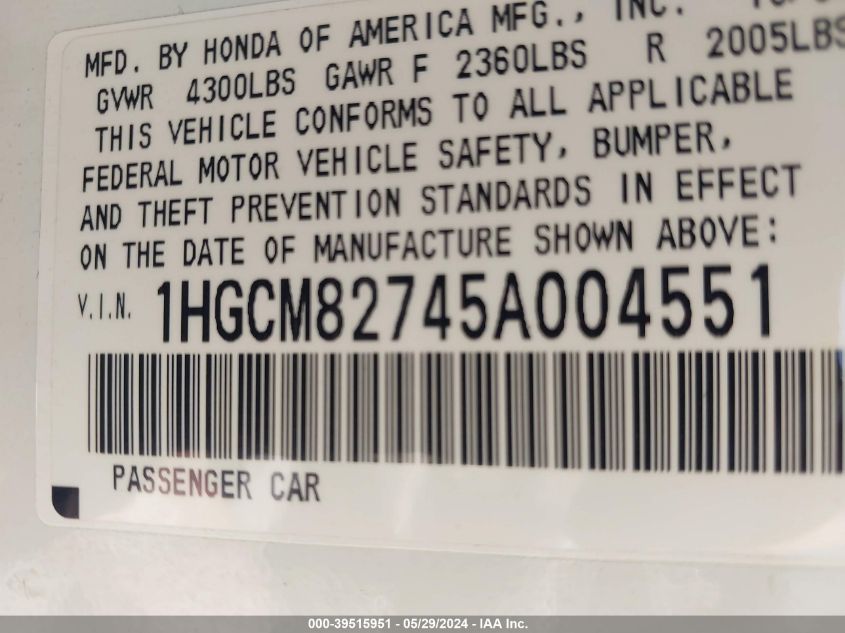 MFD. BY HONDA OF AMERICA MFG., INC.
GVWR 4300LBS GAWR F 2360LBS R 2005LBS
THIS VEHICLE CONFORMS TO ALL APPLICABLE
FEDERAL MOTOR VEHICLE SAFETY, BUMPER,
AND THEFT PREVENTION STANDARDS IN EFFECT
ON THE DATE OF MANUFACTURE SHOWN ABOVE:
V.I.N. 1HGCM82745A004551
PASSENGER CAR
000-39515951 - 05/29/2024 - IAA Inc.